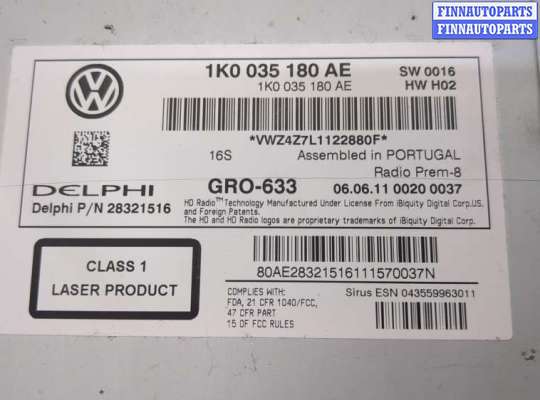 FINNAUTOPARTS
FINNAUTOPARTS
1K0 035 180 AE
SW 0016
1K0 035 180 AE
HW H02
*VWZ4Z7L1122880F*
16S
Assembled in PORTUGAL
Radio Prem-8
DELPHI
GRO-633
06.06.11 0020 0037
Delphi P/N 28321516
HD Radio™ Technology Manufactured Under License From iBiquity Digital Corp.US.
and Foreign Patents.
The HD and HD Radio logos are proprietary trademarks of iBiquity Digital Corp.
CLASS 1
LASER PRODUCT
80AE28321516111570037N
COMPLIES WITH:
FDA, 21 CFR 1040/FCC,
47 CFR PART
15 OF FCC RULES
Sirus ESN 043559963011